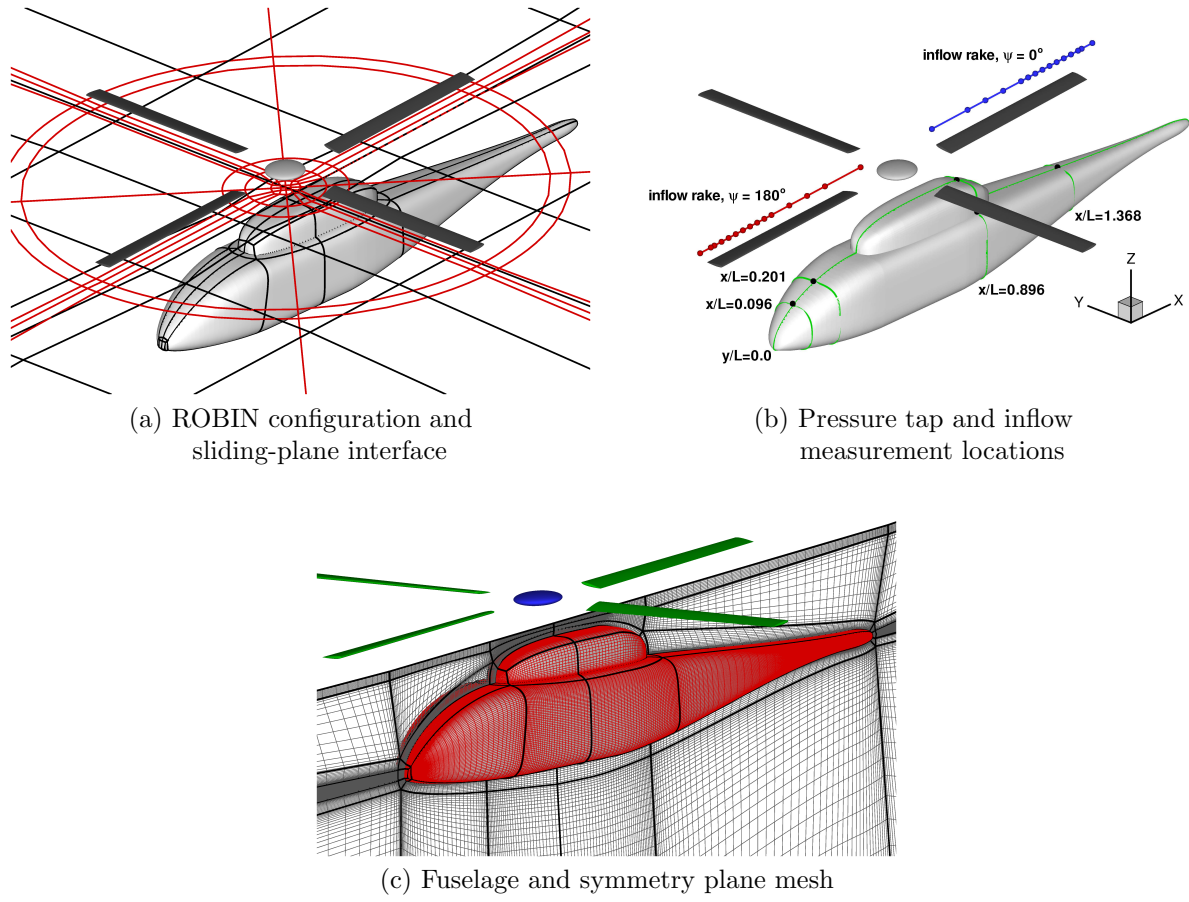 inflow rake, ψ = 0°
inflow rake, ψ = 180°
x/L=1.368
x/L=0.201
x/L=0.896
x/L=0.096
y/L=0.0
Z
Y
X
(a) ROBIN configuration and
sliding-plane interface
(b) Pressure tap and inflow
measurement locations
(c) Fuselage and symmetry plane mesh